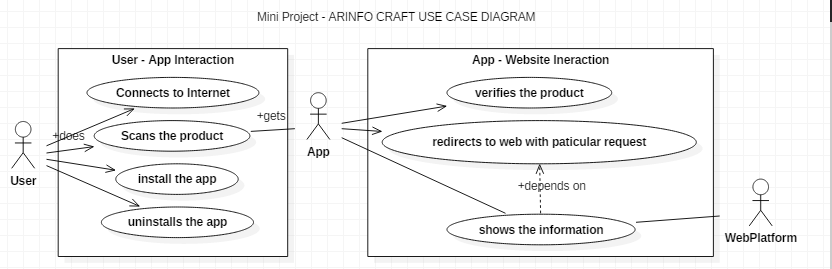 Mini Project - ARINFO CRAFT USE CASE DIAGRAM
User - App Interaction
App - Website Ineraction
Connects to Internet
verifies the product
+gets
+does
Scans the product
redirects to web with paticular request
App
User
install the app
+depends on
uninstalls the app
shows the information
WebPlatform